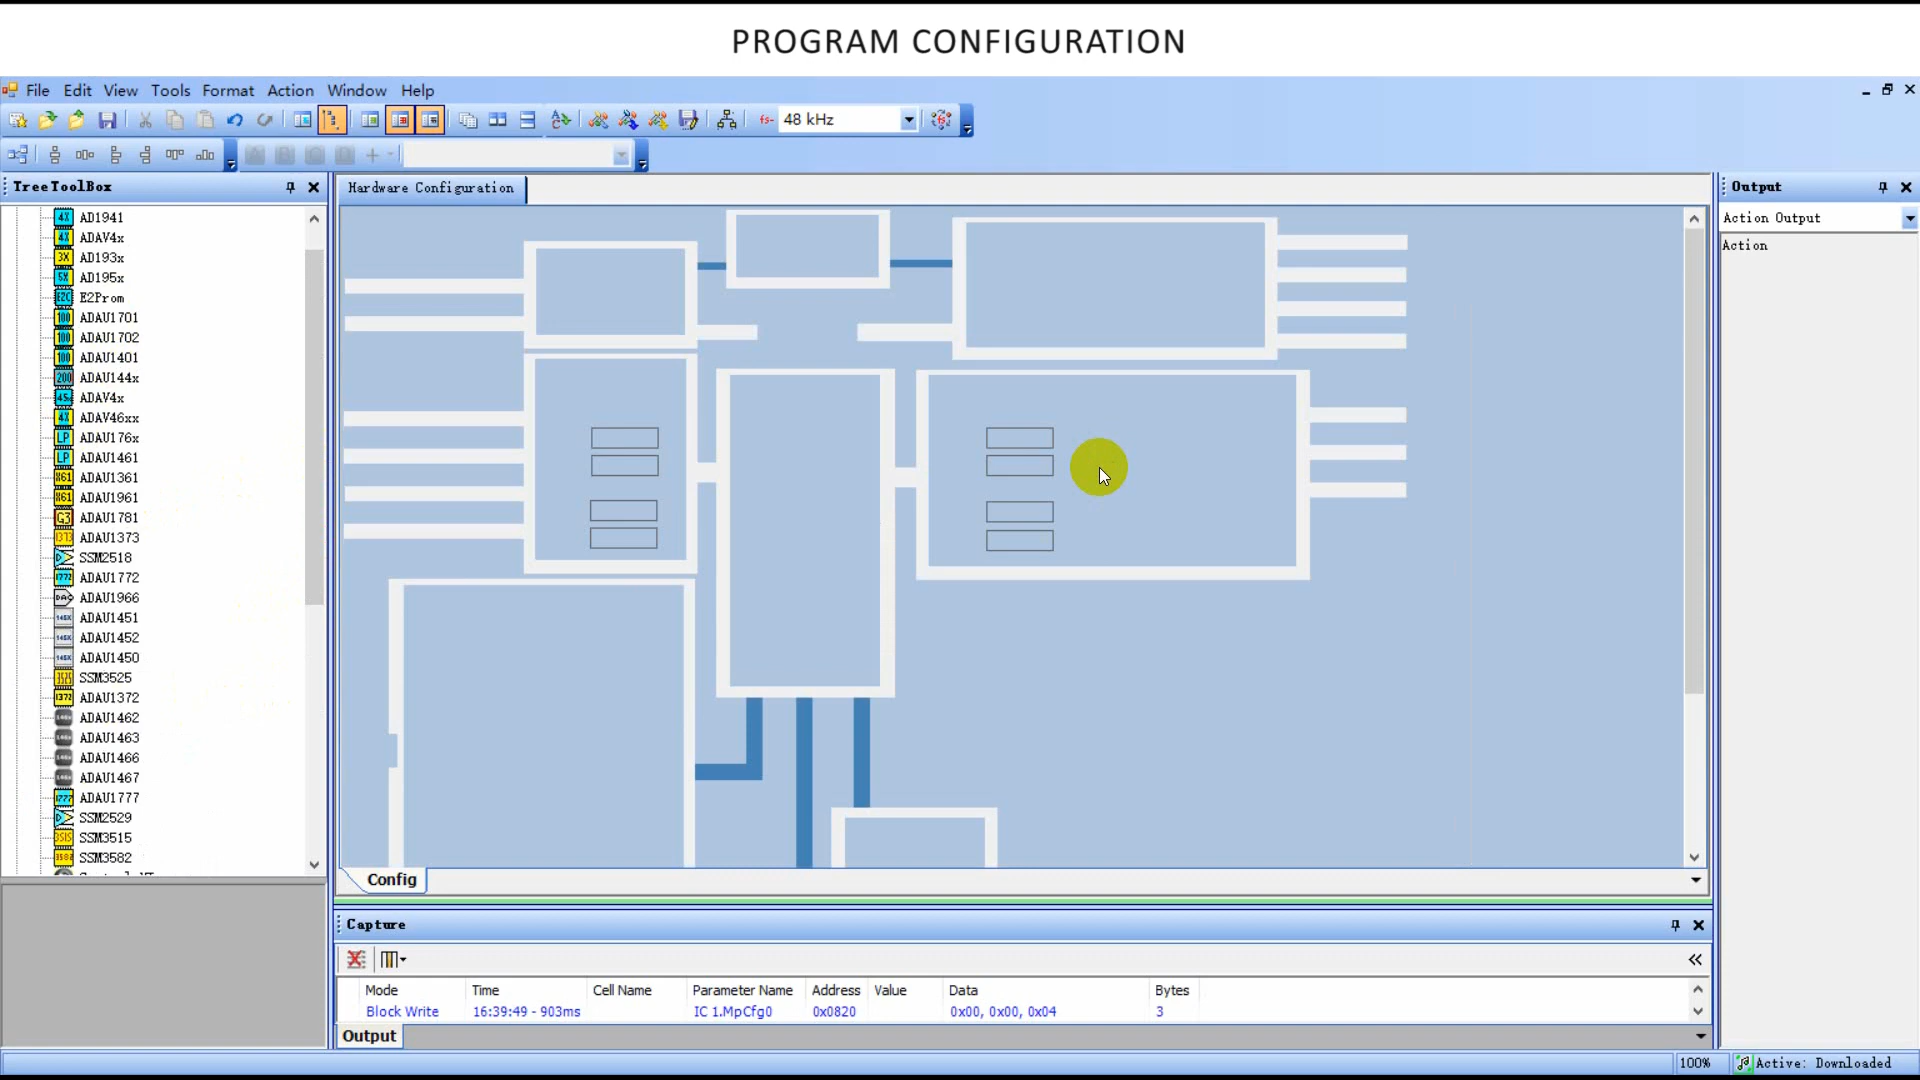 PROGRAM CONFIGURATION
File Edit View Tools Format Action Window Help
fs- 48 kHz
TreeToolBox
Hardware Configuration
Output
Action Output
Action
AD1941
ADAV4x
AD193x
AD195x
E2Prom
ADAU1701
ADAU1702
ADAU1401
ADAU144x
ADAV4x
ADAV46xx
ADAU176x
ADAU1461
ADAU1361
ADAU1961
ADAU1781
ADAU1373
SSM2518
ADAU1772
ADAU1966
ADAU1451
ADAU1452
ADAU1450
SSM3525
ADAU1372
ADAU1462
ADAU1463
ADAU1466
ADAU1467
ADAU1777
SSM2529
SSM3515
SSM3582
Config
Capture
Mode Time Cell Name Parameter Name Address Value Data Bytes
Block Write 16:39:49 - 903ms IC 1.MpCfg0 0x0820 0x00, 0x00, 0x04 3
Output
100% Active: Downloaded